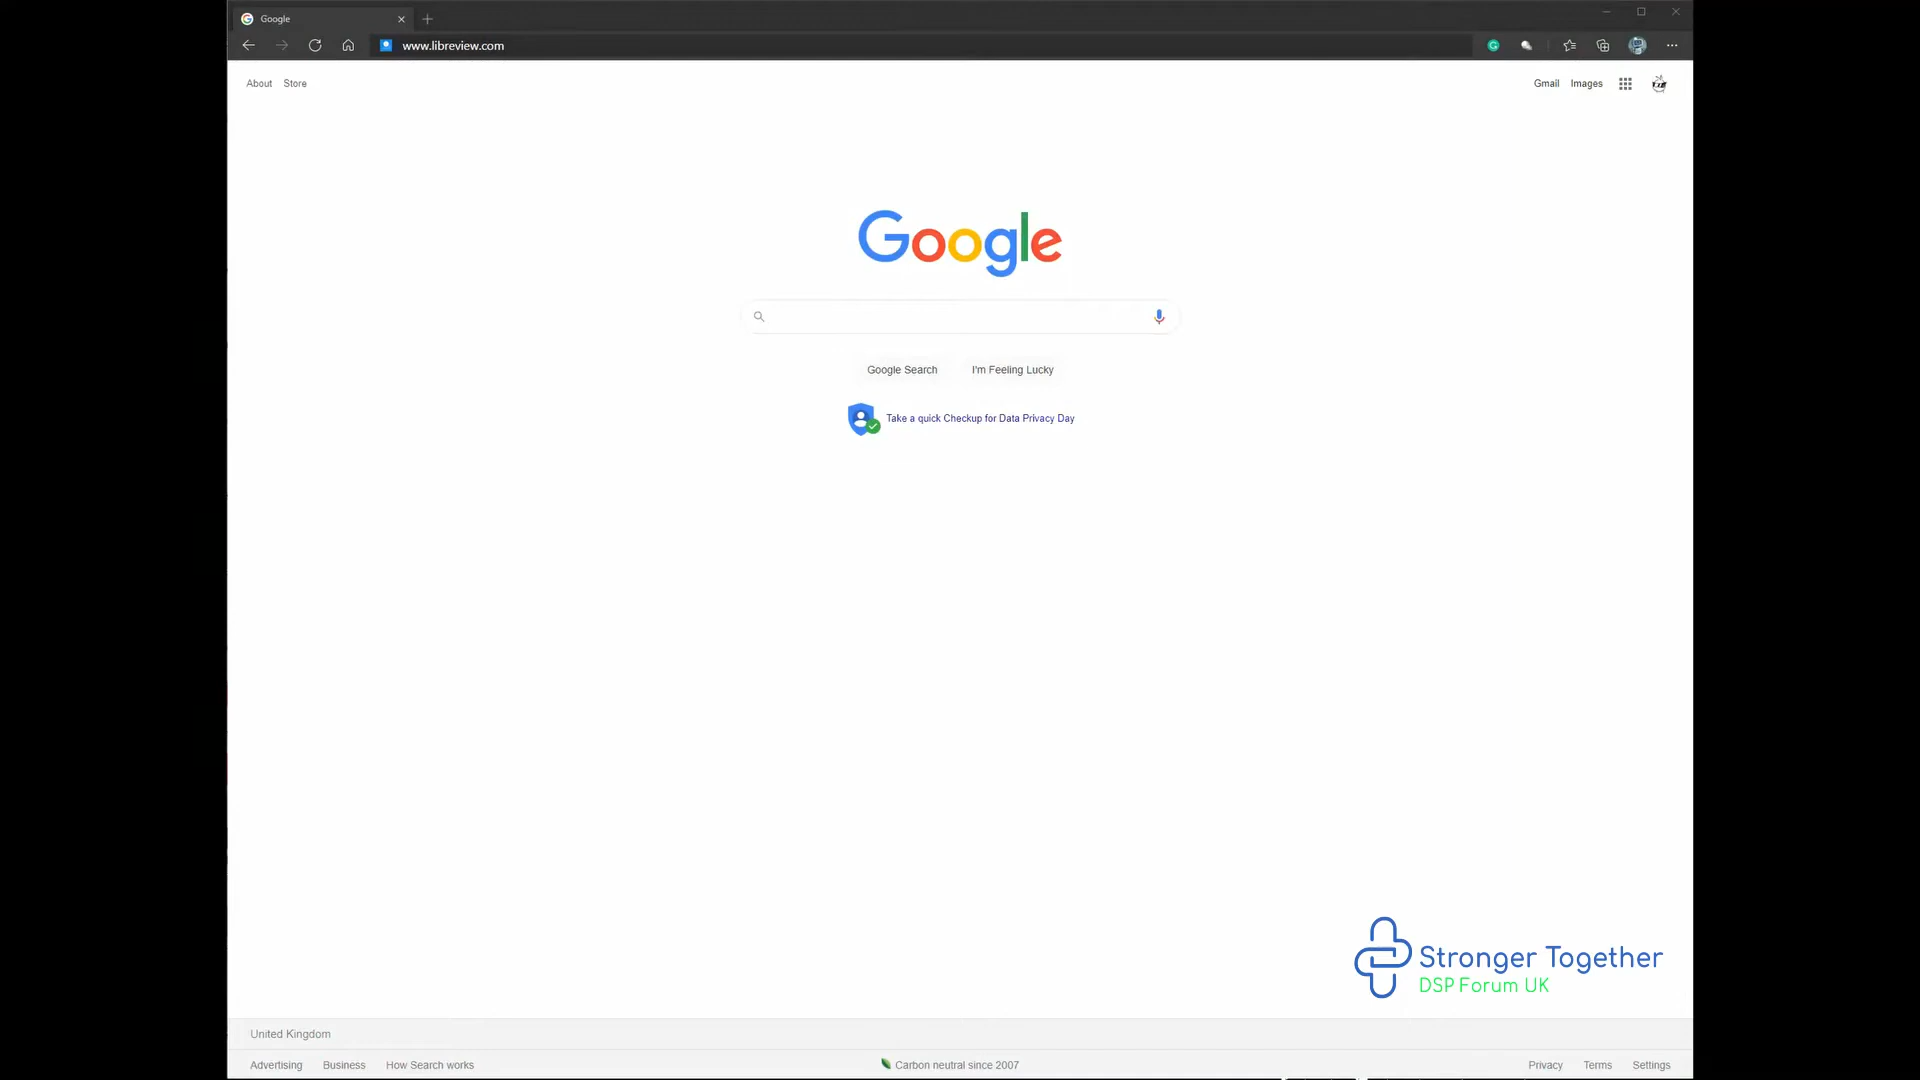 Google
www.libreview.com
About Store
Gmail Images
Google
Google Search I'm Feeling Lucky
Take a quick Checkup for Data Privacy Day
Stronger Together
DSP Forum UK
United Kingdom
Advertising Business How Search works
Carbon neutral since 2007
Privacy Terms Settings